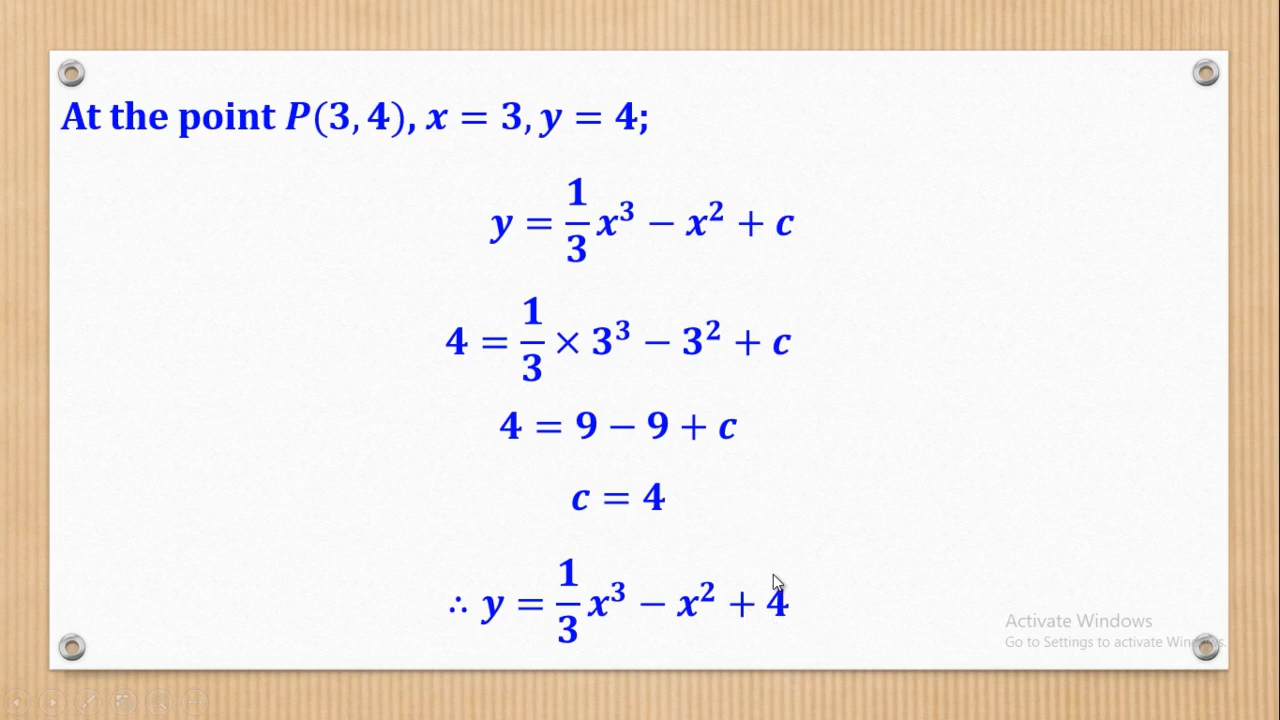 At the point P(3, 4), x = 3, y = 4;
y = 1/3 x³ − x² + c
4 = 1/3 × 3³ − 3² + c
4 = 9 − 9 + c
c = 4
∴ y = 1/3 x³ − x² + 4
Activate Windows
Go to Settings to activate Windows.